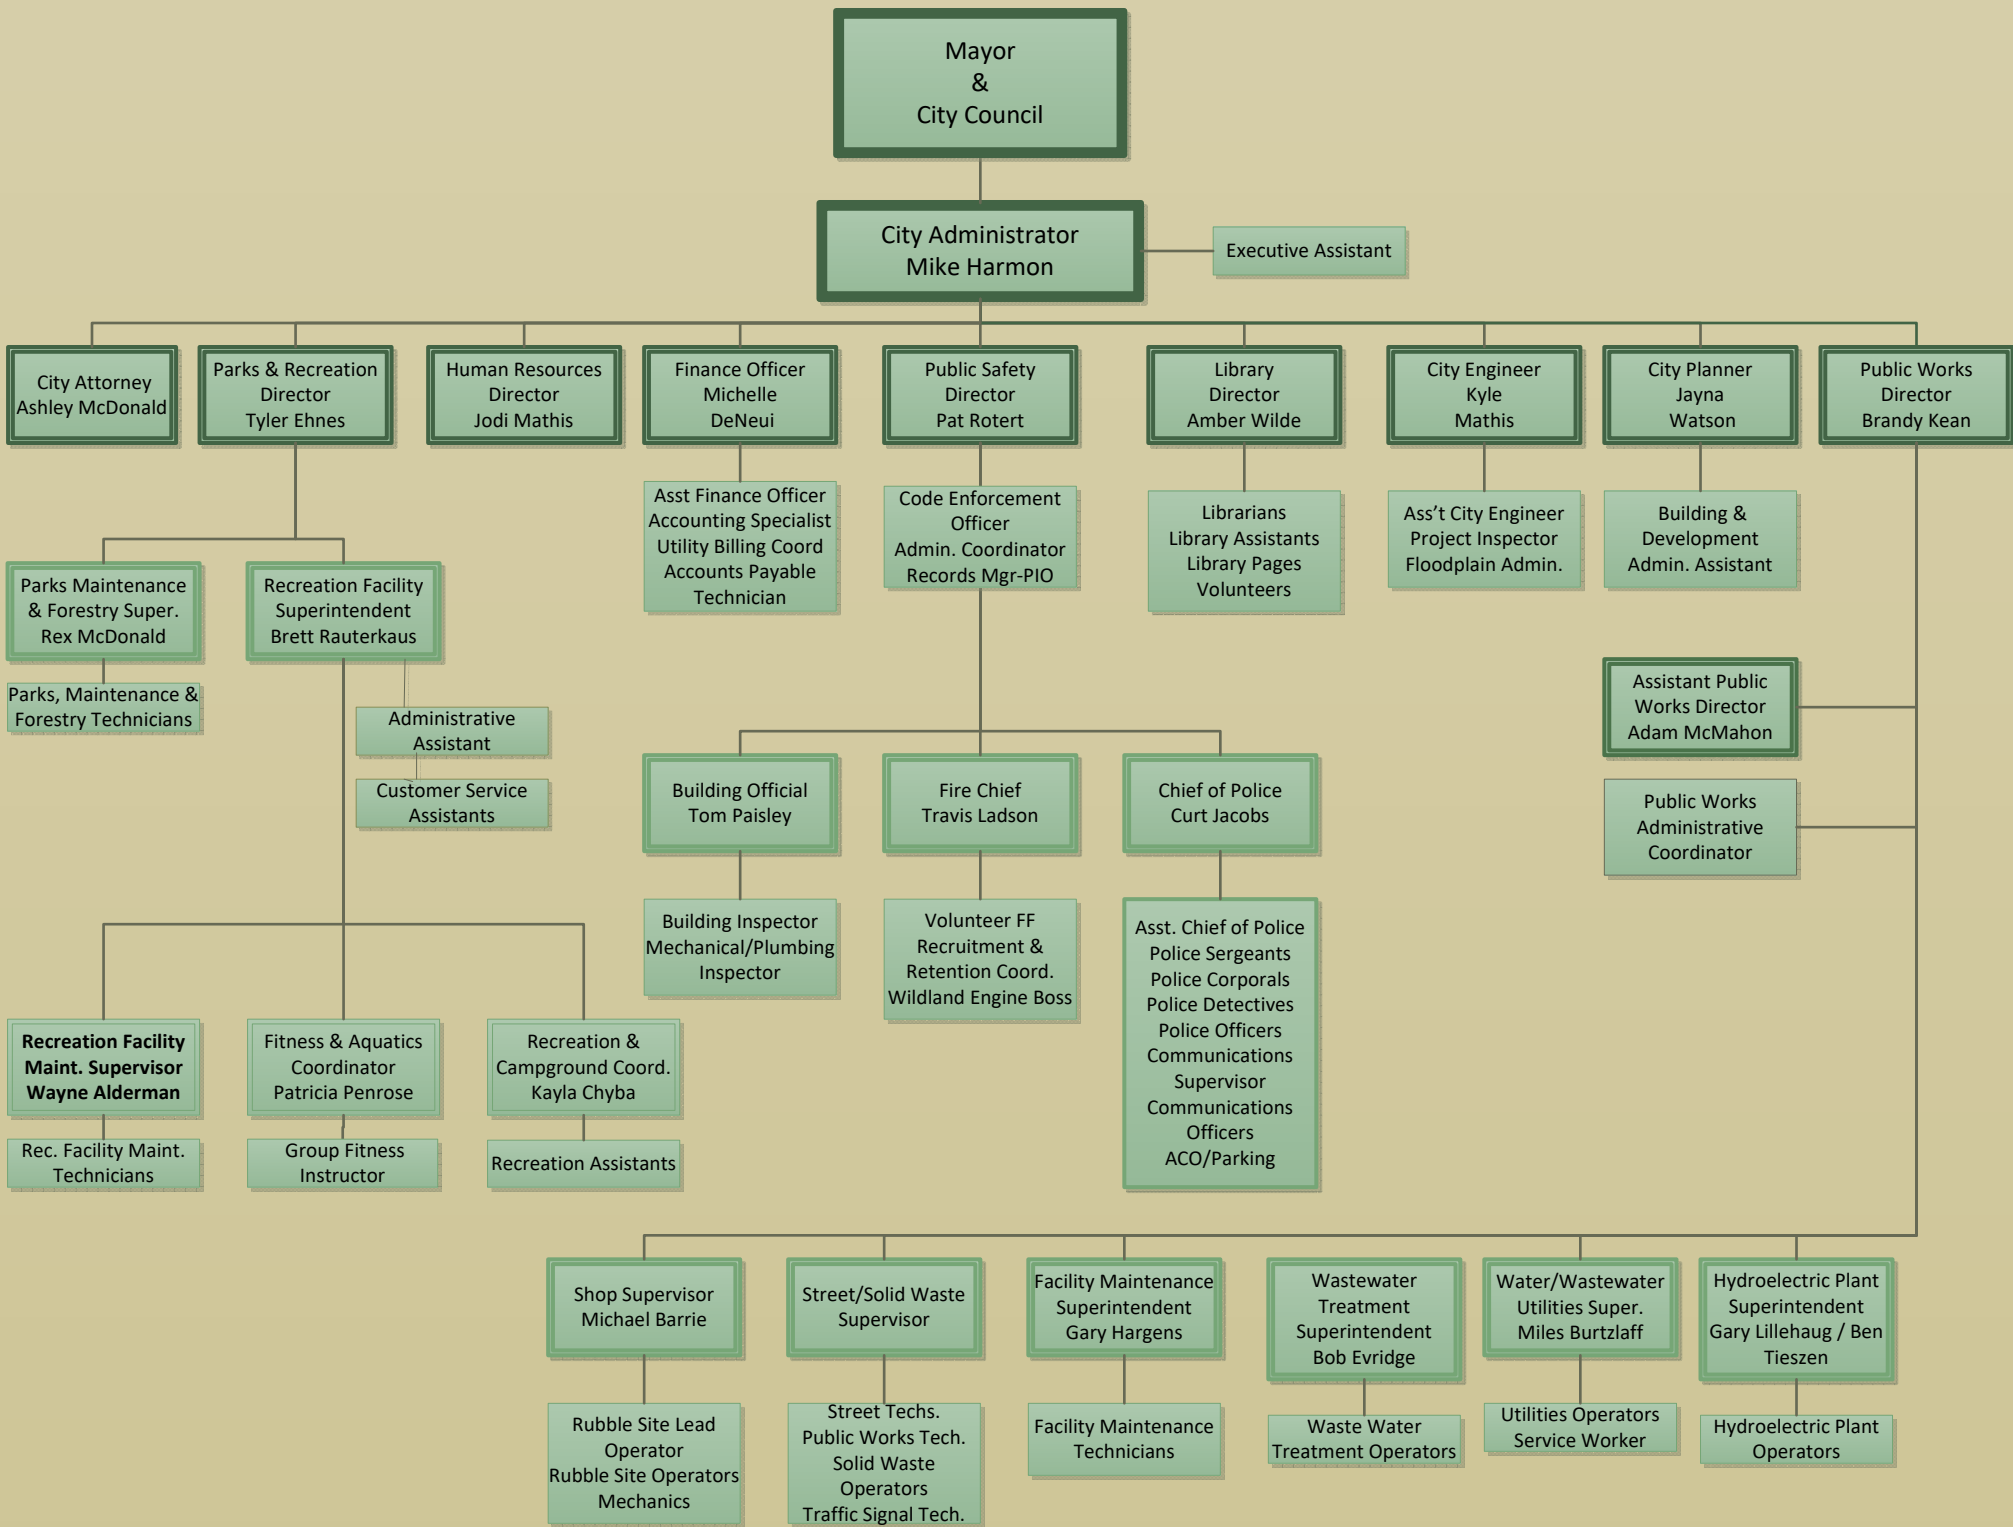 Mayor
&
City Council
City Administrator
Mike Harmon
Executive Assistant
City Attorney
Ashley McDonald
Parks & Recreation
Director
Tyler Ehnes
Human Resources
Director
Jodi Mathis
Finance Officer
Michelle
DeNeui
Public Safety
Director
Pat Rotert
Library
Director
Amber Wilde
City Engineer
Kyle
Mathis
City Planner
Jayna
Watson
Public Works
Director
Brandy Kean
Asst Finance Officer
Accounting Specialist
Utility Billing Coord
Accounts Payable
Technician
Code Enforcement
Officer
Admin. Coordinator
Records Mgr-PIO
Librarians
Library Assistants
Library Pages
Volunteers
Ass't City Engineer
Project Inspector
Floodplain Admin.
Building &
Development
Admin. Assistant
Parks Maintenance
& Forestry Super.
Rex McDonald
Recreation Facility
Superintendent
Brett Rauterkaus
Parks, Maintenance &
Forestry Technicians
Administrative
Assistant
Customer Service
Assistants
Assistant Public
Works Director
Adam McMahon
Public Works
Administrative
Coordinator
Building Official
Tom Paisley
Fire Chief
Travis Ladson
Chief of Police
Curt Jacobs
Building Inspector
Mechanical/Plumbing
Inspector
Volunteer FF
Recruitment &
Retention Coord.
Wildland Engine Boss
Asst. Chief of Police
Police Sergeants
Police Corporals
Police Detectives
Police Officers
Communications
Supervisor
Communications
Officers
ACO/Parking
Recreation Facility
Maint. Supervisor
Wayne Alderman
Fitness & Aquatics
Coordinator
Patricia Penrose
Recreation &
Campground Coord.
Kayla Chyba
Rec. Facility Maint.
Technicians
Group Fitness
Instructor
Recreation Assistants
Shop Supervisor
Michael Barrie
Street/Solid Waste
Supervisor
Facility Maintenance
Superintendent
Gary Hargens
Wastewater
Treatment
Superintendent
Bob Evridge
Water/Wastewater
Utilities Super.
Miles Burtzlaff
Hydroelectric Plant
Superintendent
Gary Lillehaug / Ben
Tieszen
Rubble Site Lead
Operator
Rubble Site Operators
Mechanics
Street Techs.
Public Works Tech.
Solid Waste
Operators
Traffic Signal Tech.
Facility Maintenance
Technicians
Waste Water
Treatment Operators
Utilities Operators
Service Worker
Hydroelectric Plant
Operators